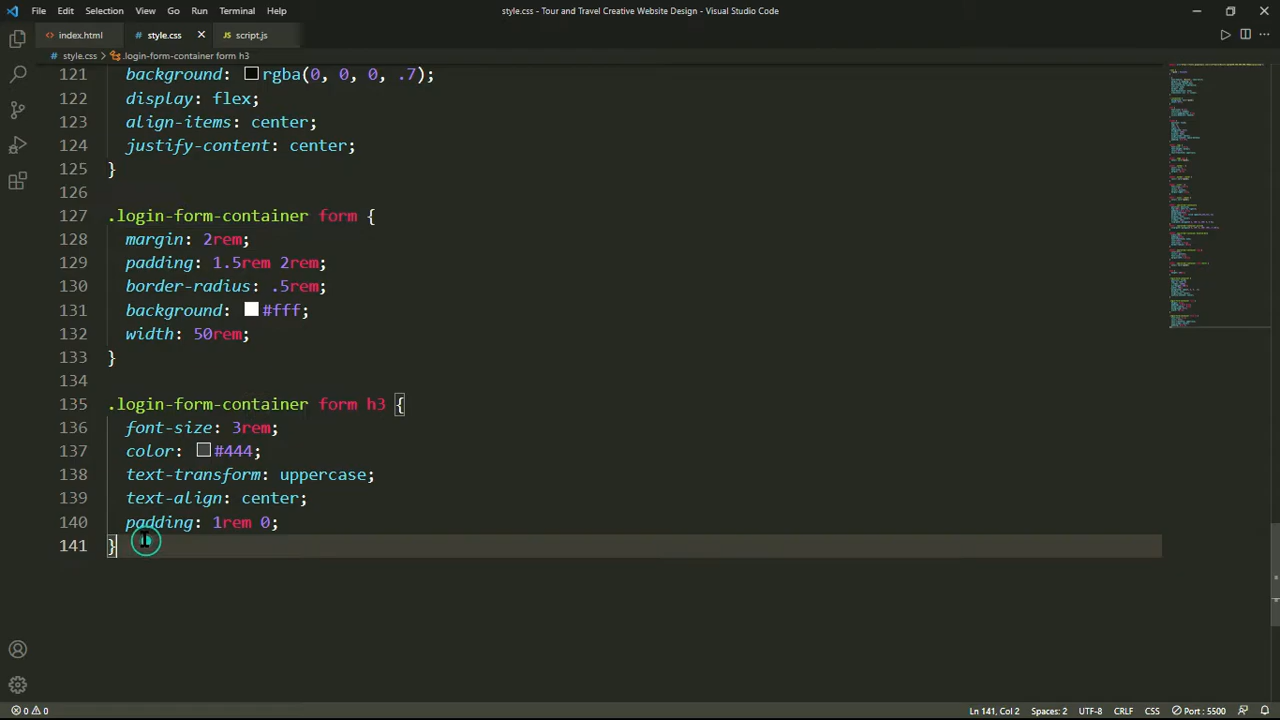 File Edit Selection View Go Run Terminal Help
style.css - Tour and Travel Creative Website Design - Visual Studio Code
index.html # style.css script.js
# style.css > .login-form-container form h3
121 background: rgba(0, 0, 0, .7);
122 display: flex;
123 align-items: center;
124 justify-content: center;
125 }
126
127 .login-form-container form {
128 margin: 2rem;
129 padding: 1.5rem 2rem;
130 border-radius: .5rem;
131 background: #fff;
132 width: 50rem;
133 }
134
135 .login-form-container form h3 {
136 font-size: 3rem;
137 color: #444;
138 text-transform: uppercase;
139 text-align: center;
140 padding: 1rem 0;
141 }
0 0 Ln 141, Col 2 Spaces: 2 UTF-8 CRLF CSS Port : 5500